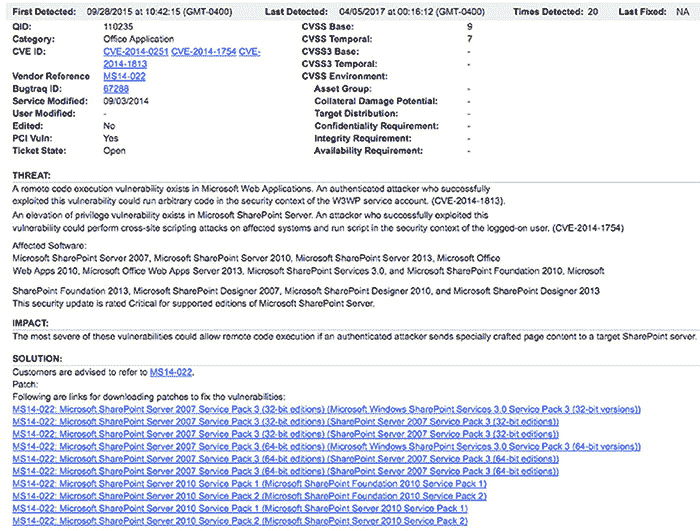 First Detected: 09/28/2015 at 10:42:15 (GMT-0400) Last Detected: 04/05/2017 at 00:16:12 (GMT-0400) Times Detected: 20 Last Fixed: NA
QID: 110235 CVSS Base: 9
Category: Office Application CVSS Temporal: 7
CVE ID: CVE-2014-0251 CVE-2014-1754 CVE- CVSS3 Base: -
2014-1813 CVSS3 Temporal: -
Vendor Reference MS14-022 CVSS Environment:
Bugtraq ID: 67288 Asset Group: -
Service Modified: 09/03/2014 Collateral Damage Potential: -
User Modified: - Target Distribution: -
Edited: No Confidentiality Requirement: -
PCI Vuln: Yes Integrity Requirement: -
Ticket State: Open Availability Requirement: -
THREAT:
A remote code execution vulnerability exists in Microsoft Web Applications. An authenticated attacker who successfully
exploited this vulnerability could run arbitrary code in the security context of the W3WP service account. (CVE-2014-1813).
An elevation of privilege vulnerability exists in Microsoft SharePoint Server. An attacker who successfully exploited this
vulnerability could perform cross-site scripting attacks on affected systems and run script in the security context of the logged-on user. (CVE-2014-1754)
Affected Software:
Microsoft SharePoint Server 2007, Microsoft SharePoint Server 2010, Microsoft SharePoint Server 2013, Microsoft Office
Web Apps 2010, Microsoft Office Web Apps Server 2013, Microsoft SharePoint Services 3.0, and Microsoft SharePoint Foundation 2010, Microsoft
SharePoint Foundation 2013, Microsoft SharePoint Designer 2007, Microsoft SharePoint Designer 2010, and Microsoft SharePoint Designer 2013
This security update is rated Critical for supported editions of Microsoft SharePoint Server.
IMPACT:
The most severe of these vulnerabilities could allow remote code execution if an authenticated attacker sends specially crafted page content to a target SharePoint server.
SOLUTION:
Customers are advised to refer to MS14-022.
Patch:
Following are links for downloading patches to fix the vulnerabilities:
MS14-022: Microsoft SharePoint Server 2007 Service Pack 3 (32-bit editions) (Microsoft Windows SharePoint Services 3.0 Service Pack 3 (32-bit versions))
MS14-022: Microsoft SharePoint Server 2007 Service Pack 3 (32-bit editions) (SharePoint Server 2007 Service Pack 3 (32-bit editions))
MS14-022: Microsoft SharePoint Server 2007 Service Pack 3 (32-bit editions) (SharePoint Server 2007 Service Pack 3 (32-bit editions))
MS14-022: Microsoft SharePoint Server 2007 Service Pack 3 (64-bit editions) (Microsoft Windows SharePoint Services 3.0 Service Pack 3 (64-bit versions))
MS14-022: Microsoft SharePoint Server 2007 Service Pack 3 (64-bit editions) (SharePoint Server 2007 Service Pack 3 (64-bit editions))
MS14-022: Microsoft SharePoint Server 2007 Service Pack 3 (64-bit editions) (SharePoint Server 2007 Service Pack 3 (64-bit editions))
MS14-022: Microsoft SharePoint Server 2010 Service Pack 1 (Microsoft SharePoint Foundation 2010 Service Pack 1)
MS14-022: Microsoft SharePoint Server 2010 Service Pack 2 (Microsoft SharePoint Foundation 2010 Service Pack 2)
MS14-022: Microsoft SharePoint Server 2010 Service Pack 1 (Microsoft SharePoint Server 2010 Service Pack 1)
MS14-022: Microsoft SharePoint Server 2010 Service Pack 2 (Microsoft SharePoint Server 2010 Service Pack 2)